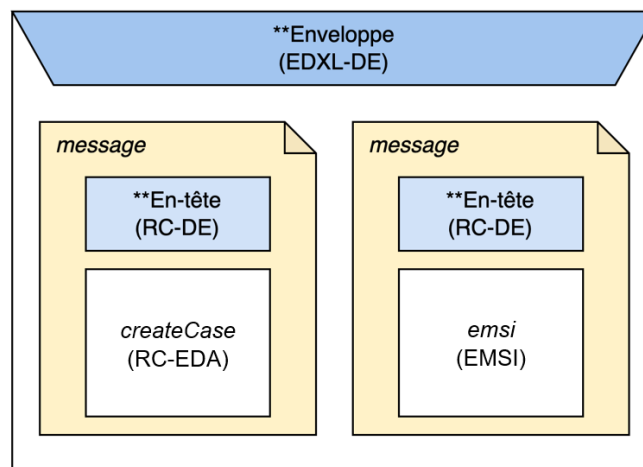 **Enveloppe
(EDXL-DE)
message
**En-tête
(RC-DE)
createCase
(RC-EDA)
message
**En-tête
(RC-DE)
emsi
(EMSI)